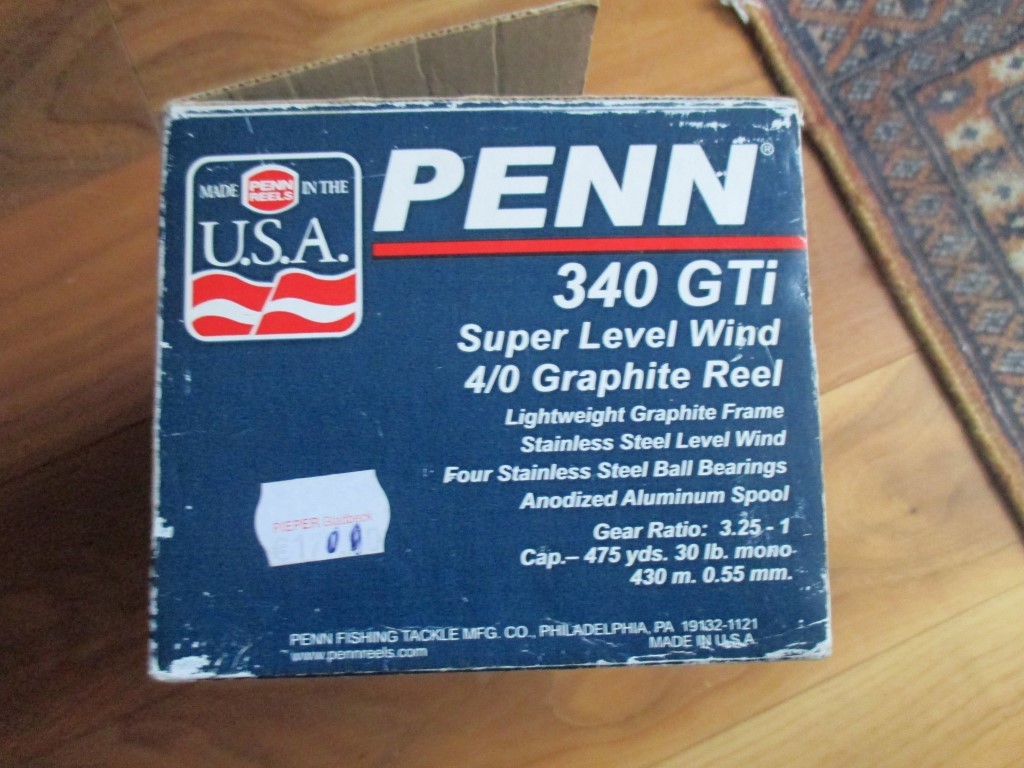 MADE PENN REELS IN THE
U.S.A.
PENN®
340 GTi
Super Level Wind
4/0 Graphite Reel
Lightweight Graphite Frame
Stainless Steel Level Wind
Four Stainless Steel Ball Bearings
Anodized Aluminum Spool
Gear Ratio: 3.25 - 1
Cap.– 475 yds. 30 lb. mono-
430 m. 0.55 mm.
PIEPER
PENN FISHING TACKLE MFG. CO., PHILADELPHIA, PA 19132-1121
www.pennreels.com
MADE IN U.S.A.